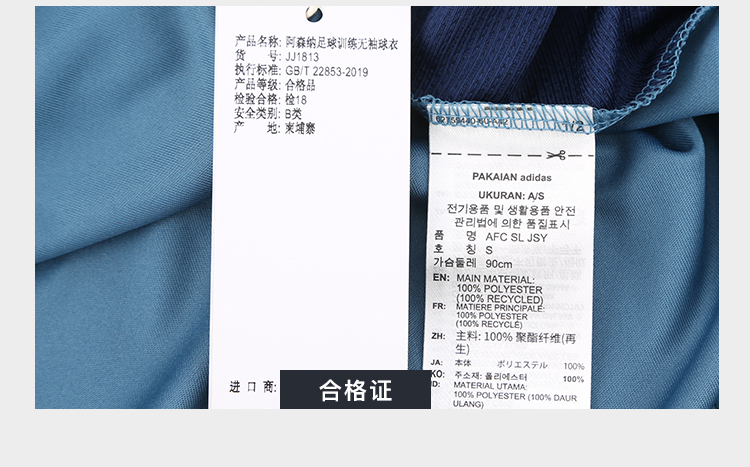 产品名称: 阿森纳足球训练无袖球衣
货 号: JJ1813
执行标准: GB/T 22853-2019
产品等级: 合格品
检验合格: 检18
安全类别: B类
产 地: 柬埔寨
进 口 商:
合格证
1/2
PAKAIAN adidas
UKURAN: A/S
전기용품 및 생활용품 안전
관리법에 의한 품질표시
품 명 AFC SL JSY
호 칭 S
가슴둘레 90cm
EN: MAIN MATERIAL:
100% POLYESTER
(100% RECYCLED)
FR: MATIERE PRINCIPALE:
100% POLYESTER
(100% RECYCLÉ)
ZH: 主料: 100% 聚酯纤维(再
生)
JA: 本体 ポリエステル 100%
KO: 주소재: 폴리에스터 100%
ID: MATERIAL UTAMA:
100% POLYESTER (100% DAUR
ULANG)